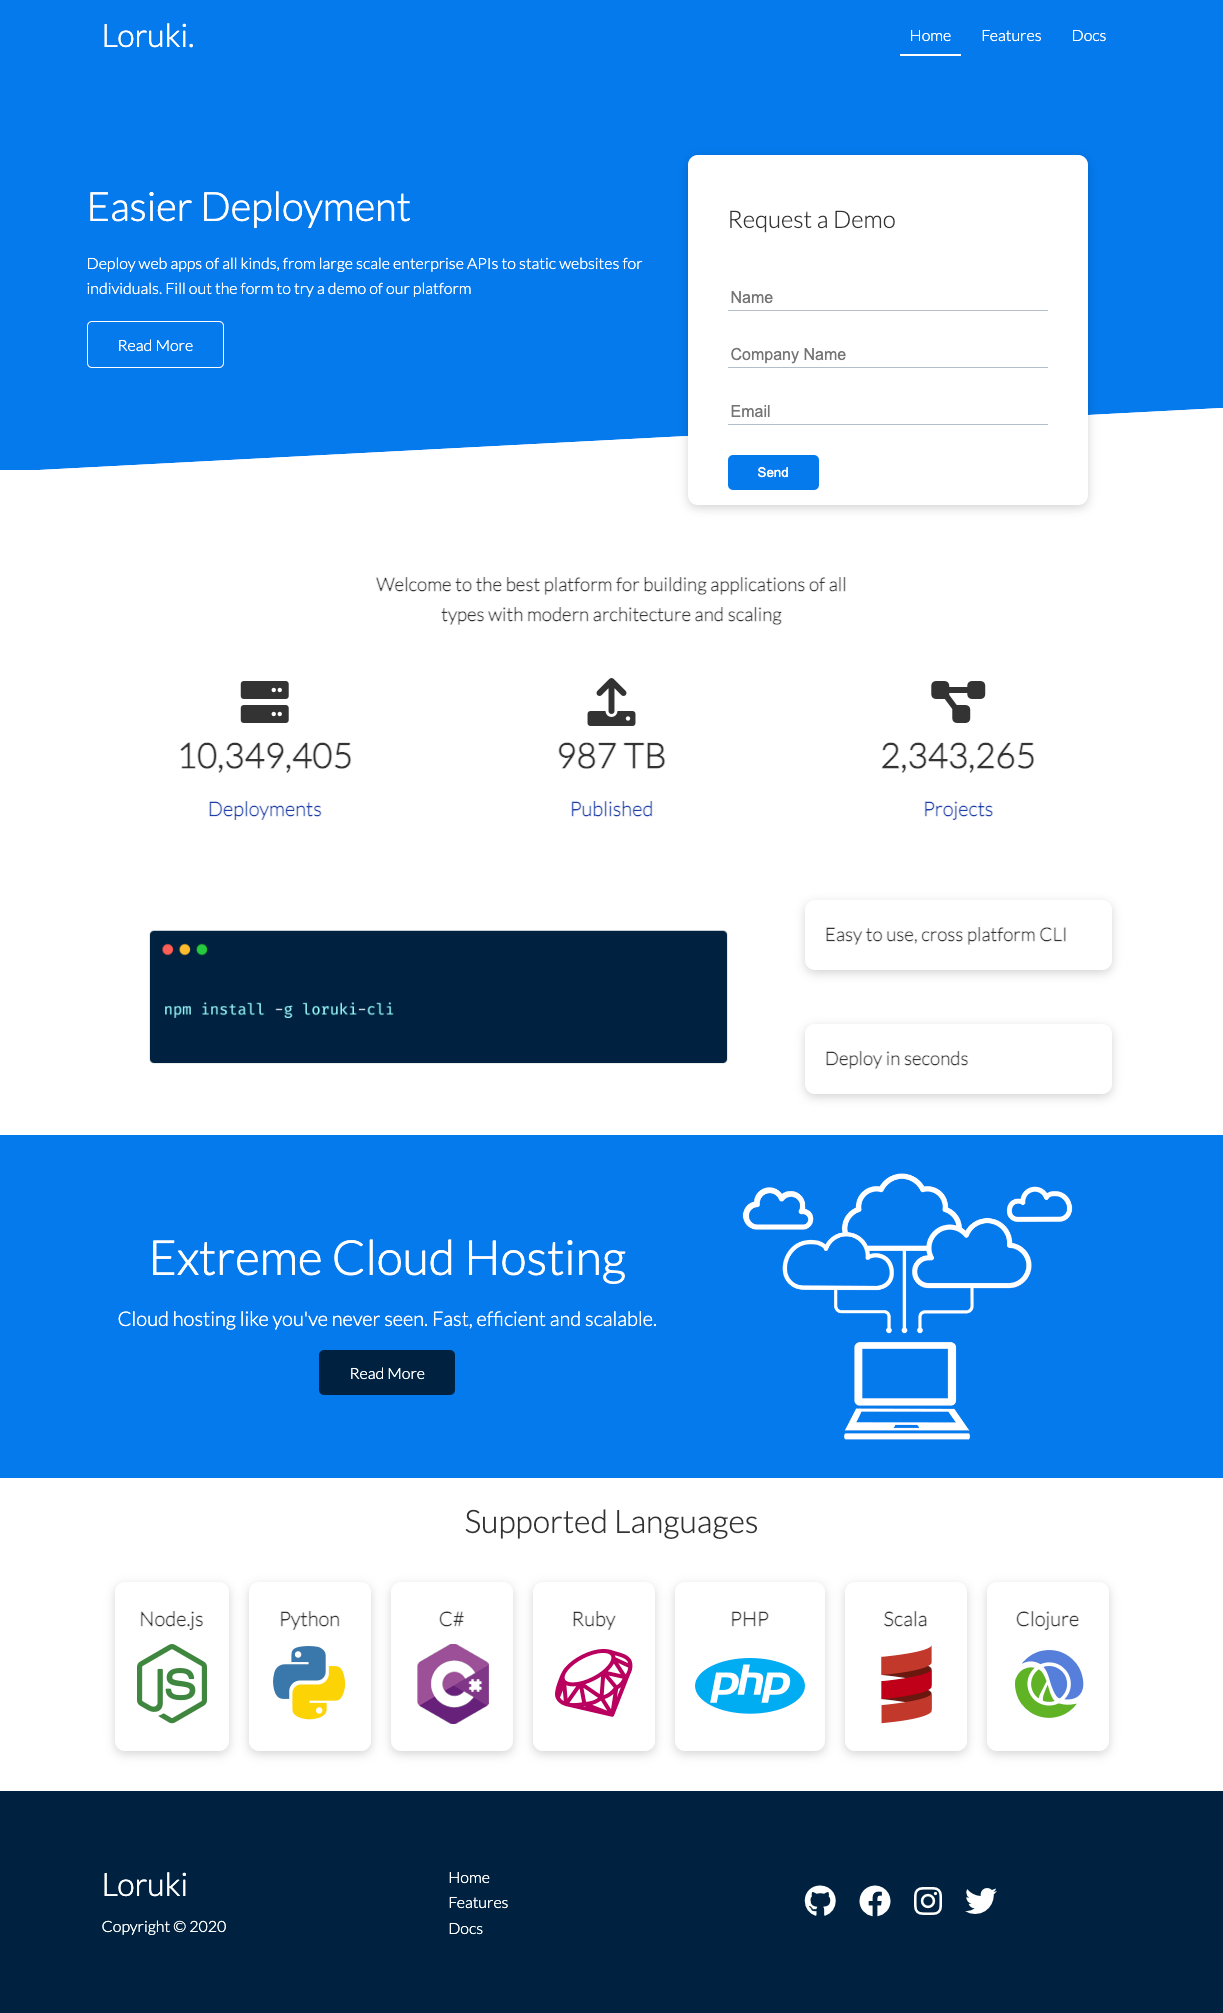 Loruki.
Home
Features
Docs
Easier Deployment
Deploy web apps of all kinds, from large scale enterprise APIs to static websites for
individuals. Fill out the form to try a demo of our platform
Read More
Request a Demo
Name
Company Name
Email
Send
Welcome to the best platform for building applications of all
types with modern architecture and scaling
10,349,405
Deployments
987 TB
Published
2,343,265
Projects
npm install -g loruki-cli
Easy to use, cross platform CLI
Deploy in seconds
Extreme Cloud Hosting
Cloud hosting like you've never seen. Fast, efficient and scalable.
Read More
Supported Languages
Node.js
JS
Python
C#
C#
Ruby
PHP
php
Scala
Clojure
Loruki
Copyright © 2020
Home
Features
Docs